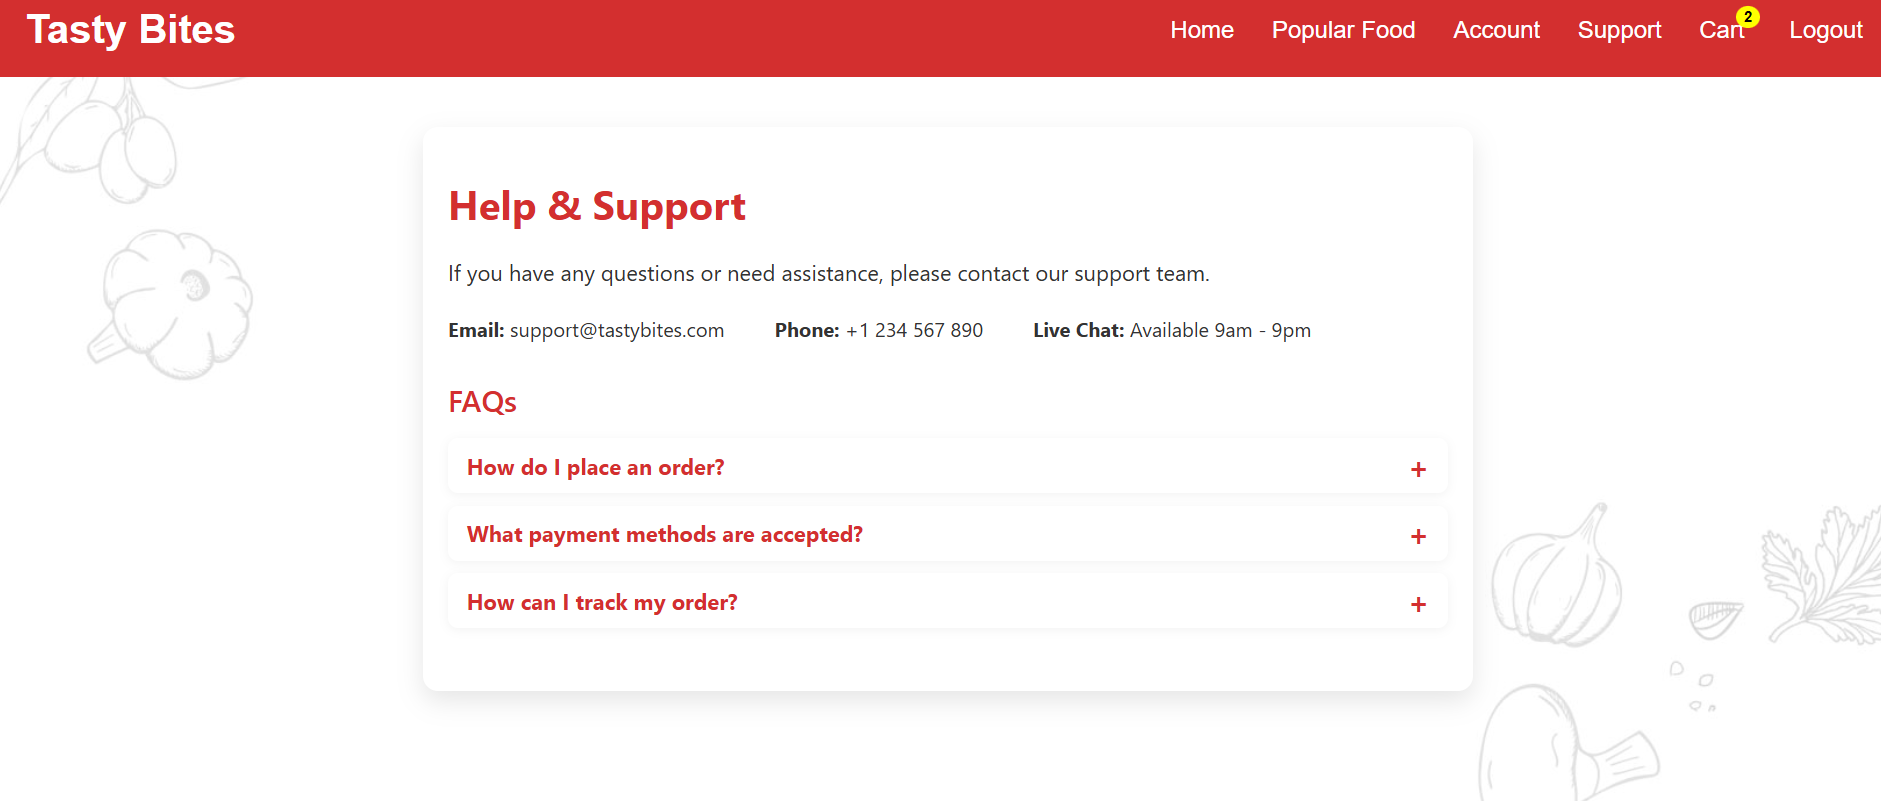 Tasty Bites
Home Popular Food Account Support Cart 2 Logout
Help & Support
If you have any questions or need assistance, please contact our support team.
Email: support@tastybites.com Phone: +1 234 567 890 Live Chat: Available 9am - 9pm
FAQs
How do I place an order? +
What payment methods are accepted? +
How can I track my order? +